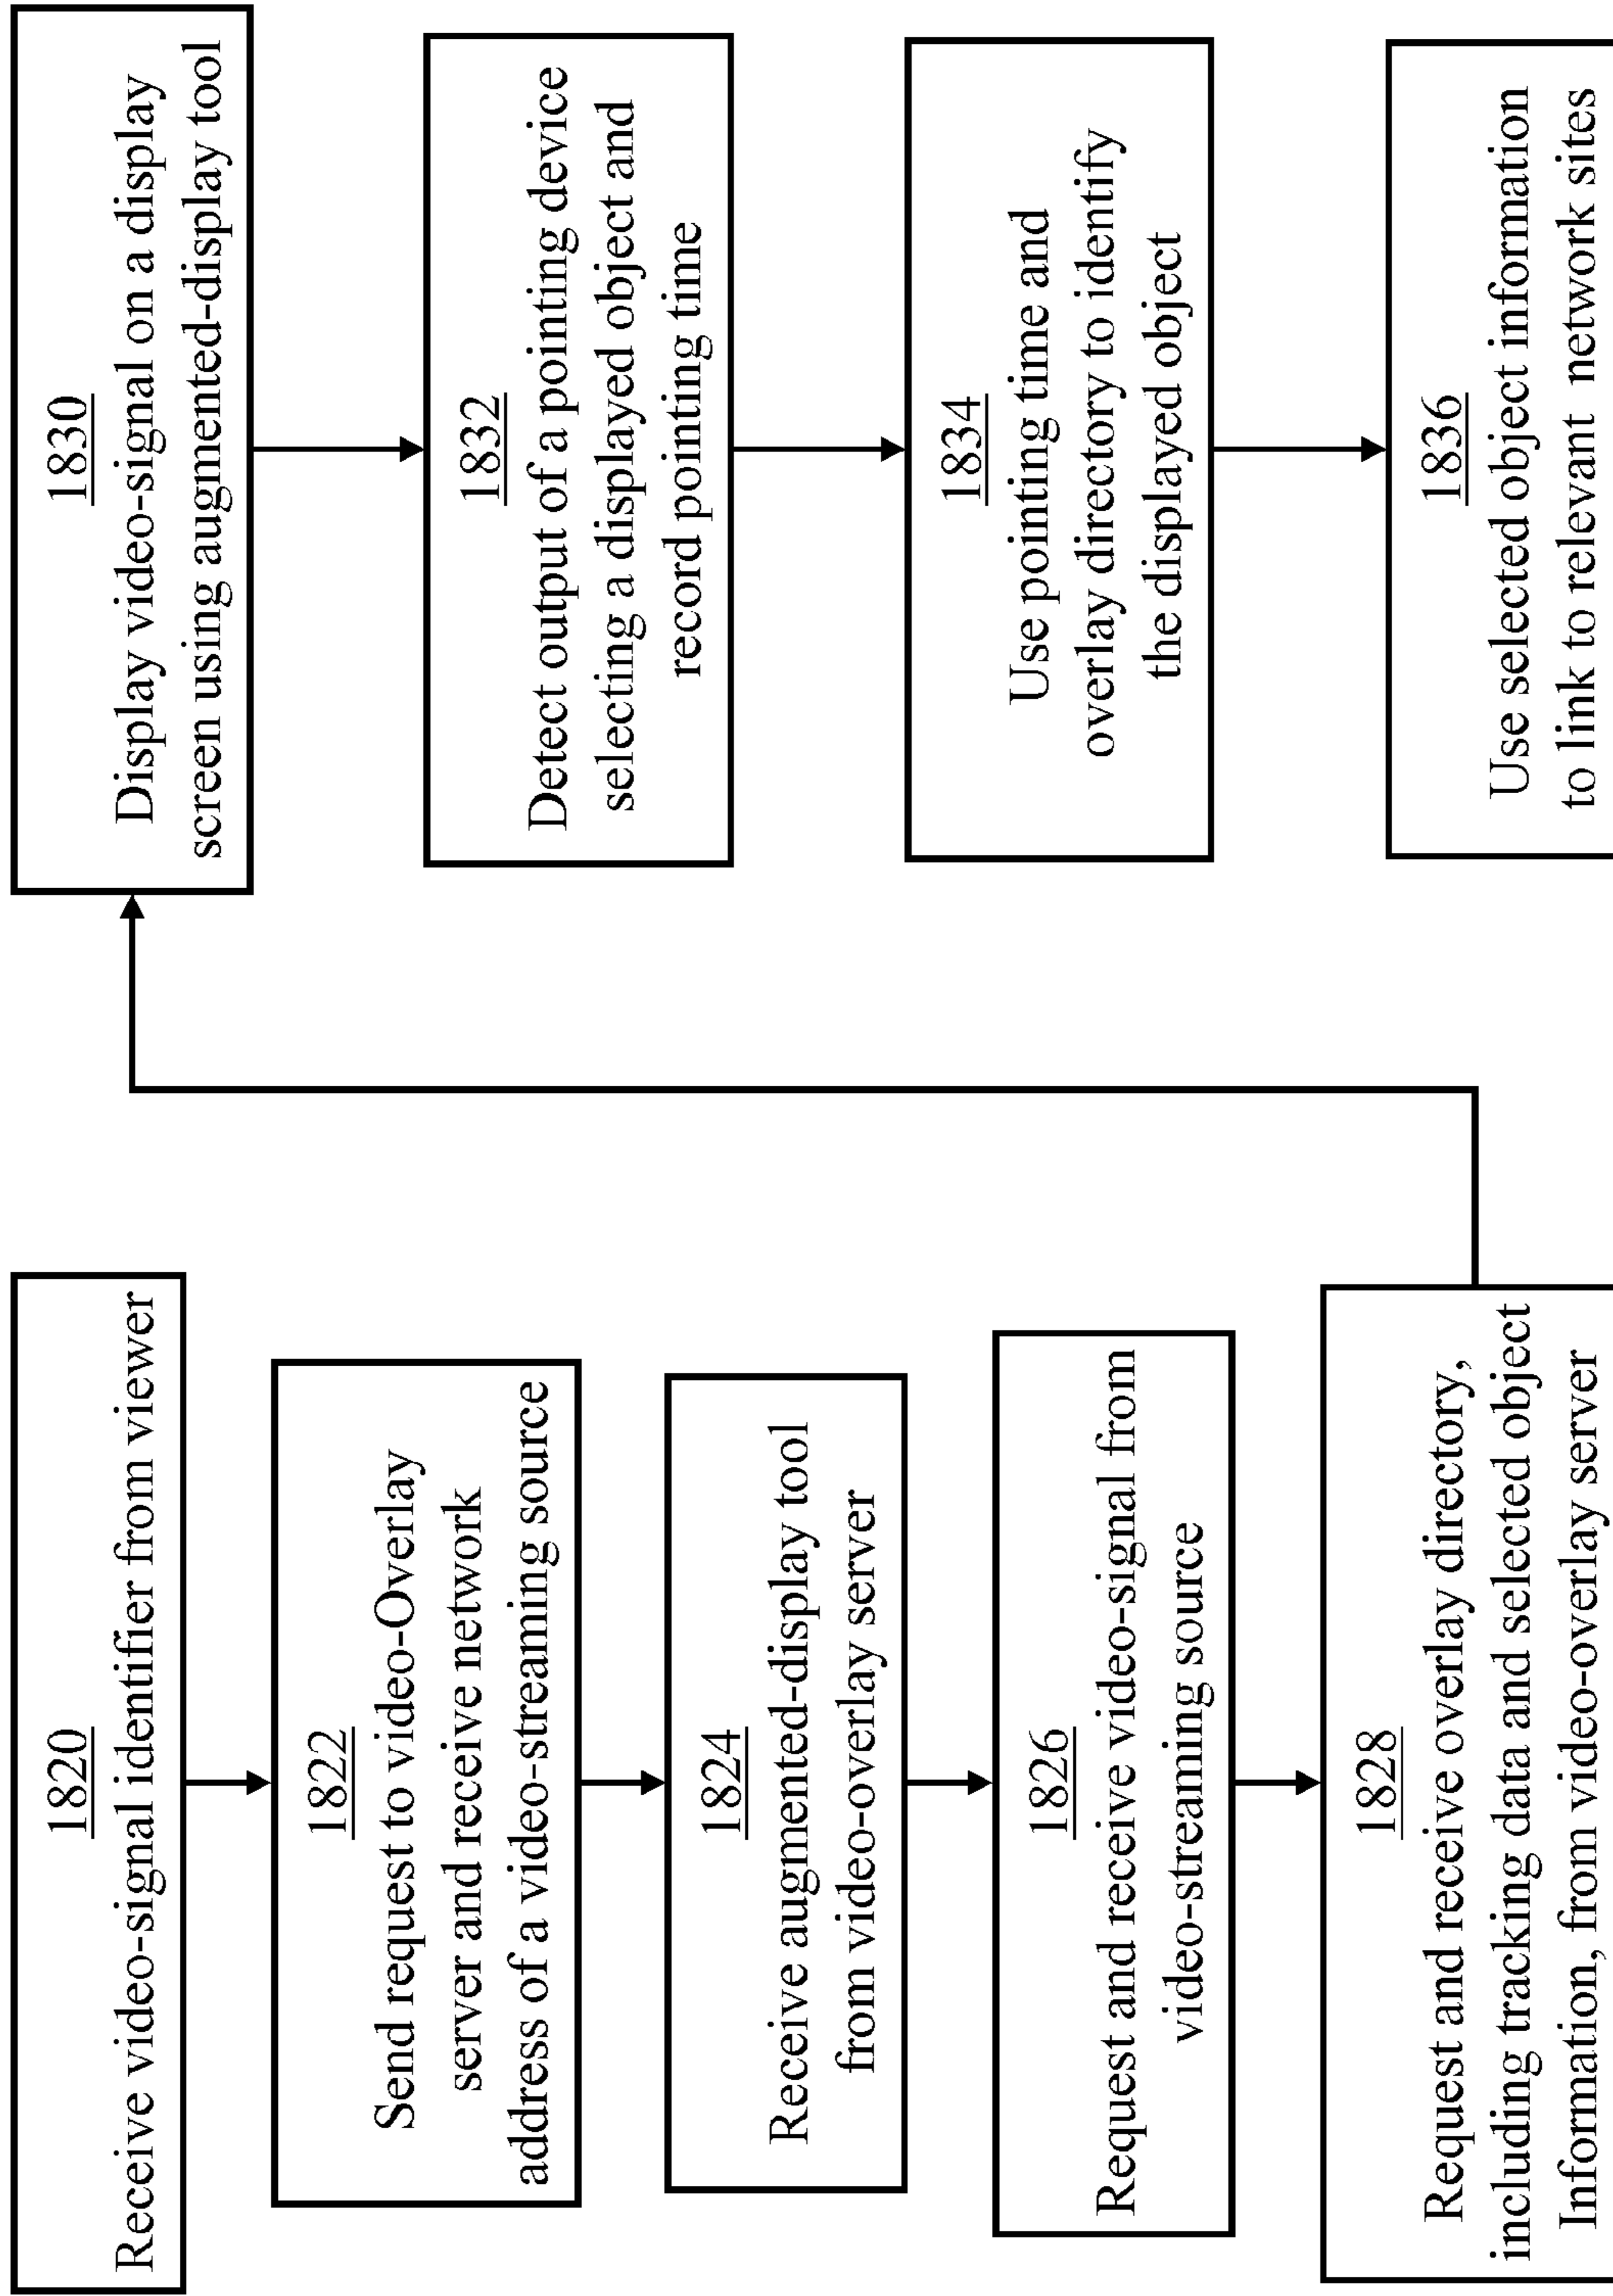 1820
Receive video-signal identifier from viewer
1822
Send request to video-Overlay
server and receive network
address of a video-streaming source
1824
Receive augmented-display tool
from video-overlay server
1826
Request and receive video-signal from
video-streaming source
1828
Request and receive overlay directory,
including tracking data and selected object
Information, from video-overlay server
1830
Display video-signal on a display
screen using augmented-display tool
1832
Detect output of a pointing device
selecting a displayed object and
record pointing time
1834
Use pointing time and
overlay directory to identify
the displayed object
1836
Use selected object information
to link to relevant network sites